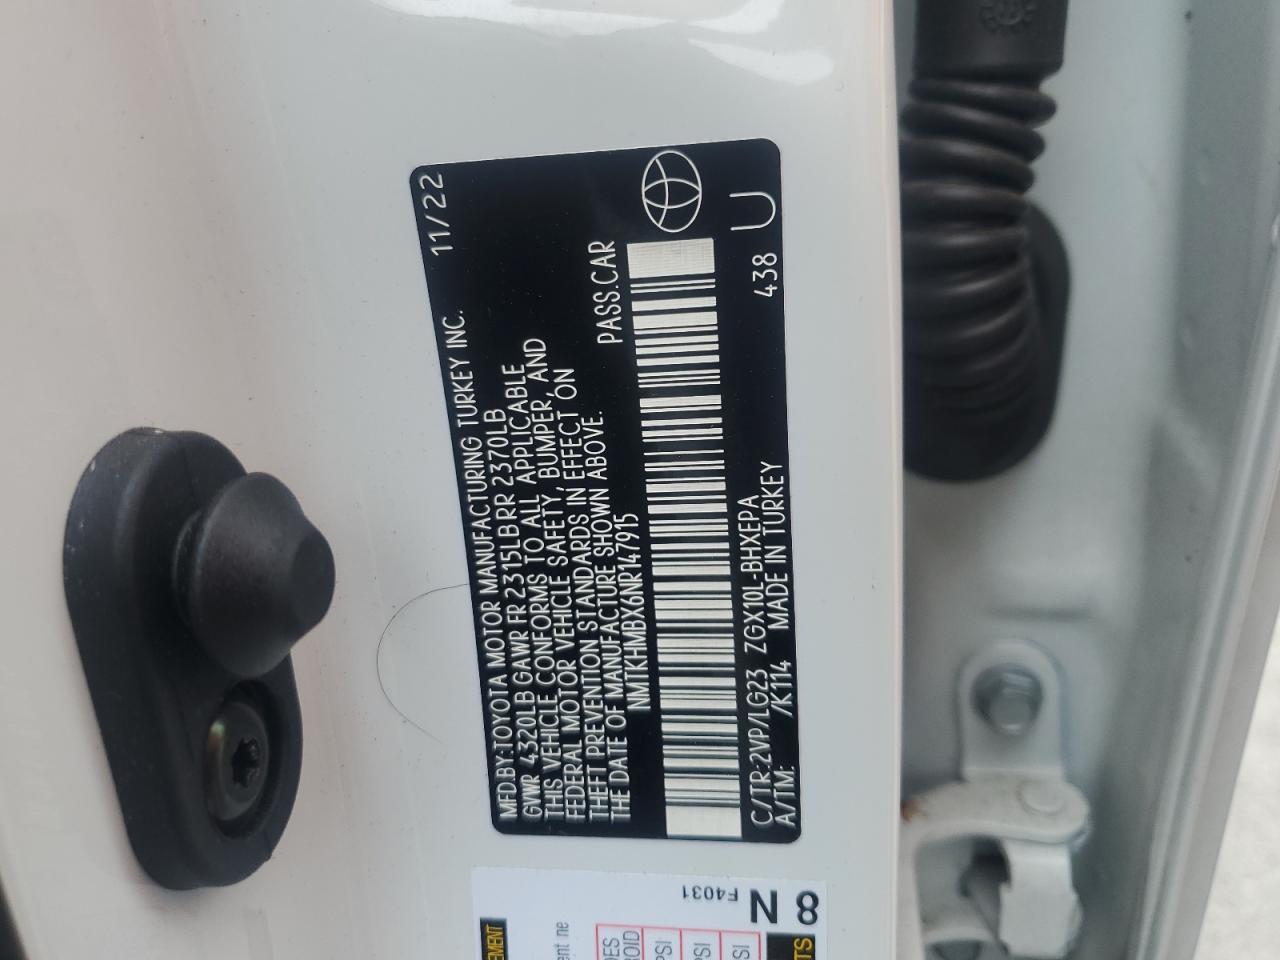 MFD.BY:TOYOTA MOTOR MANUFACTURING TURKEY INC. 11/22
GVWR 4320LB GAWR FR 2315LB RR 2370LB
THIS VEHICLE CONFORMS TO ALL APPLICABLE
FEDERAL MOTOR VEHICLE SAFETY, BUMPER, AND
THEFT PREVENTION STANDARDS IN EFFECT ON
THE DATE OF MANUFACTURE SHOWN ABOVE.
NMTKHMBX6NR147915 PASS.CAR
C/TR:2VP/LG23 ZGX10L-BHXEPA 438 U
A/TM: /K114 MADE IN TURKEY
F4031
8 N